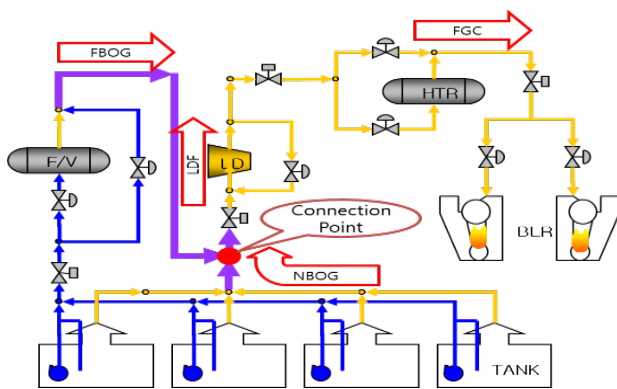 FBOG
FGC
HTR
F/V
LDF
LD
Connection
Point
BLR
NBOG
TANK